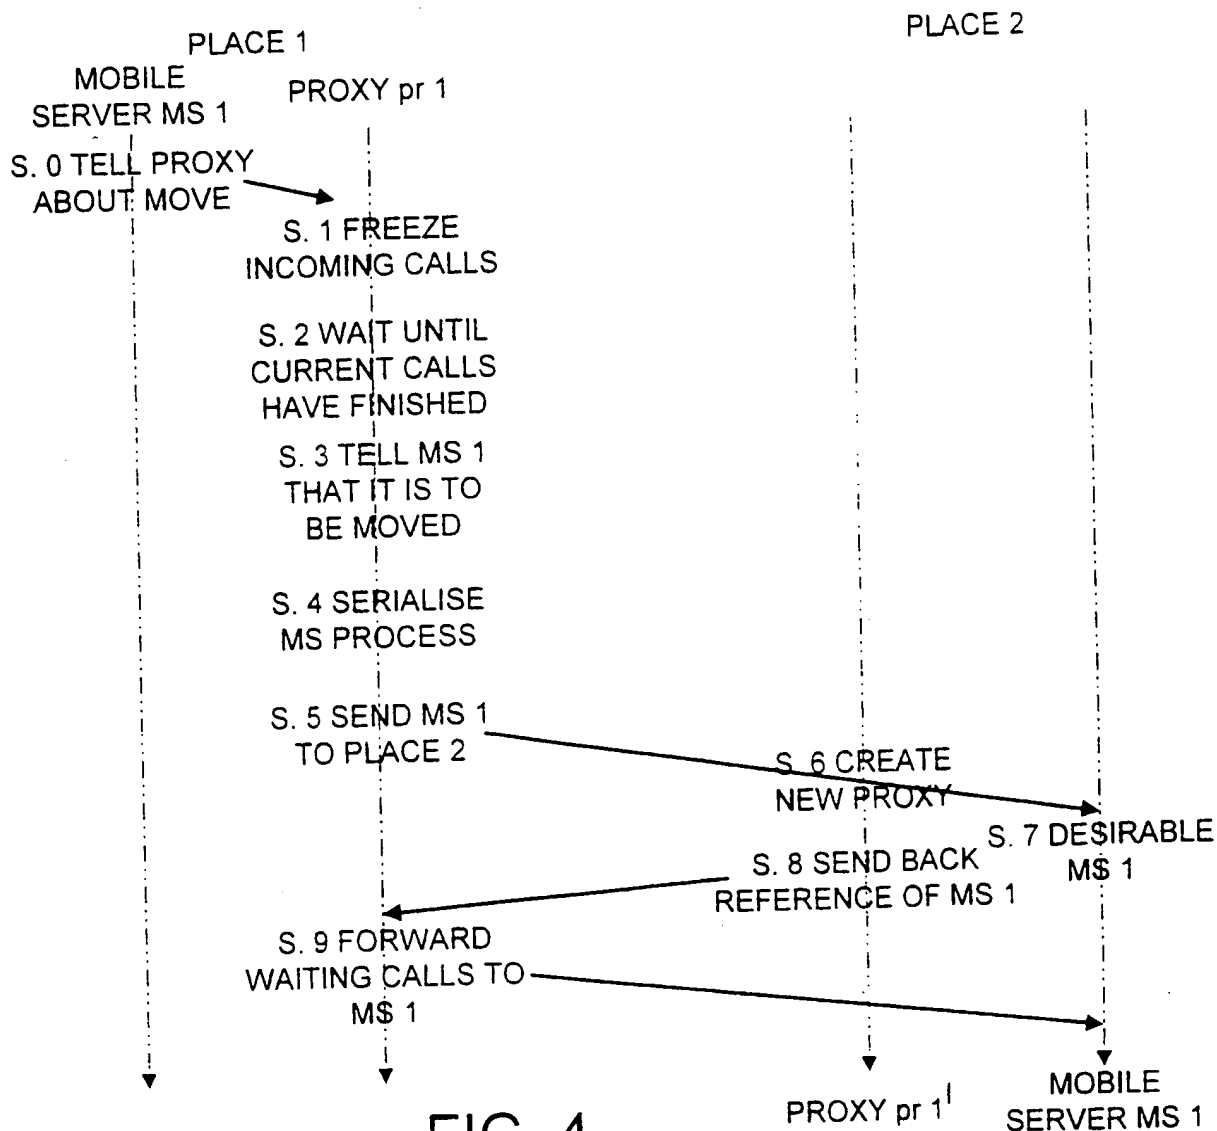 PLACE 1
PLACE 2
MOBILE
SERVER MS 1
PROXY pr 1
S. 0 TELL PROXY
ABOUT MOVE
S. 1 FREEZE
INCOMING CALLS
S. 2 WAIT UNTIL
CURRENT CALLS
HAVE FINISHED
S. 3 TELL MS 1
THAT IT IS TO
BE MOVED
S. 4 SERIALISE
MS PROCESS
S. 5 SEND MS 1
TO PLACE 2
S. 6 CREATE
NEW PROXY
S. 7 DESIRABLE
MS 1
S. 8 SEND BACK
REFERENCE OF MS 1
S. 9 FORWARD
WAITING CALLS TO
MS 1
PROXY pr 1'
MOBILE
SERVER MS 1
FIG. 4